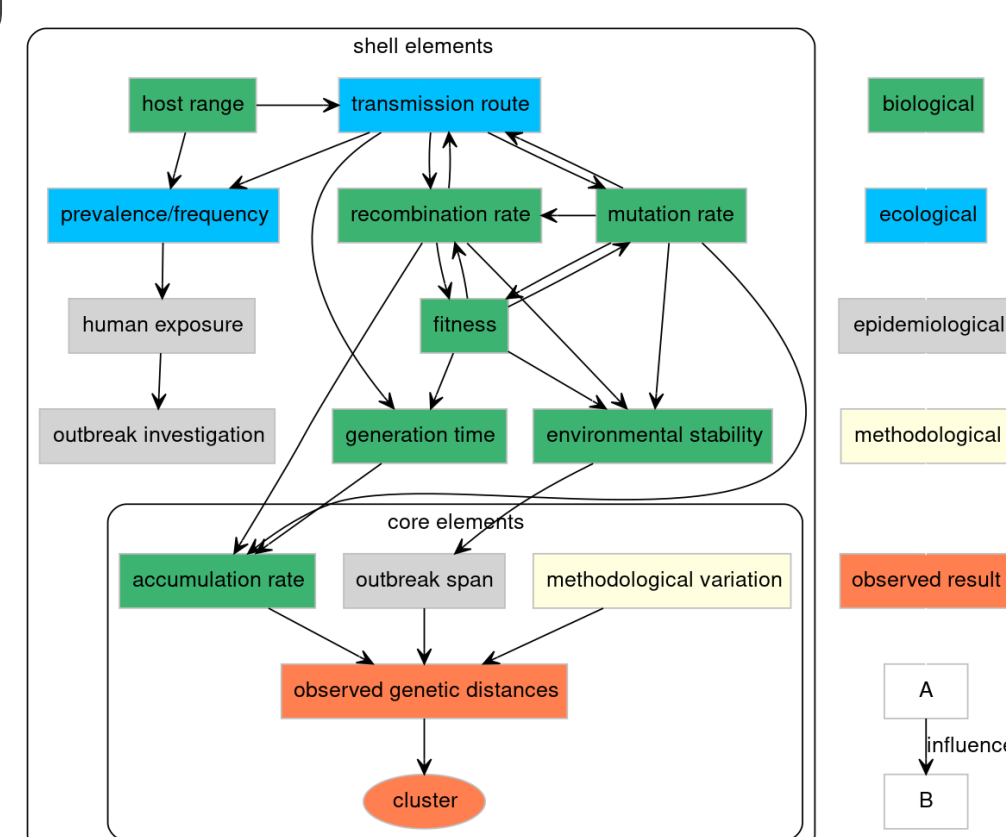 shell elements
host range
transmission route
biological
prevalence/frequency
recombination rate
mutation rate
ecological
human exposure
fitness
epidemiological
outbreak investigation
generation time
environmental stability
methodological
core elements
accumulation rate
outbreak span
methodological variation
observed result
observed genetic distances
A
influence
cluster
B